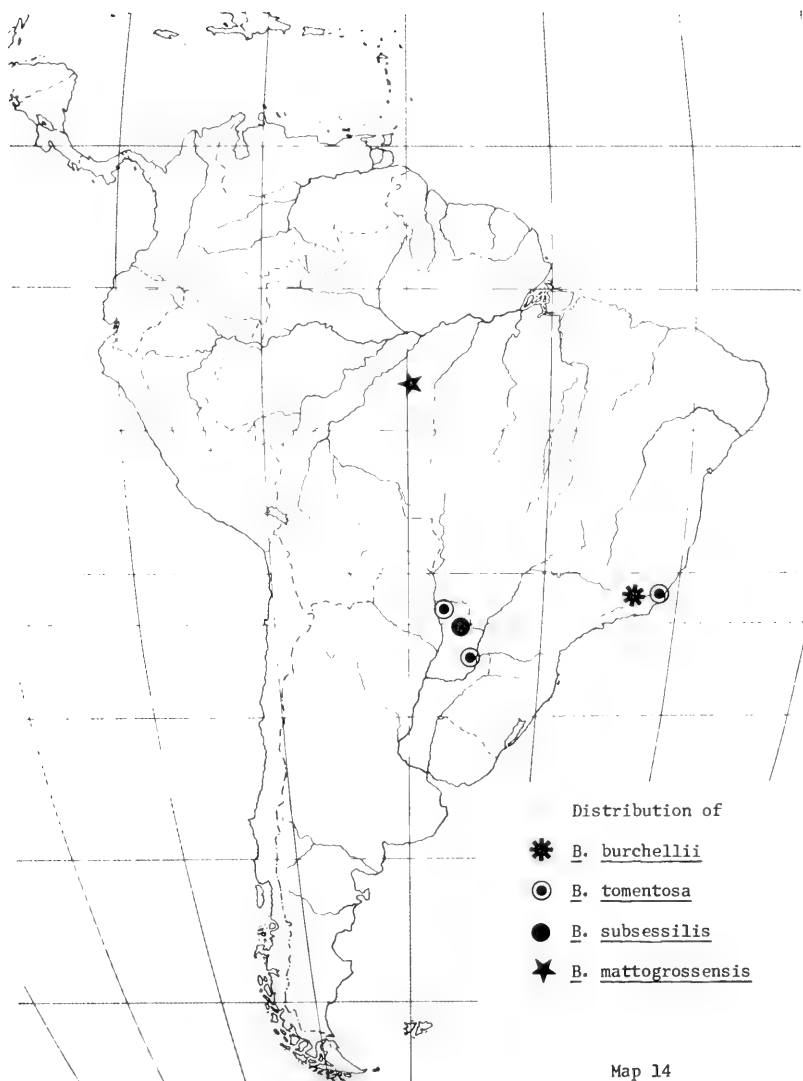 Distribution of
B. burchellii
B. tomentosa
B. subsessilis
B. mattogrossensis
Map 14